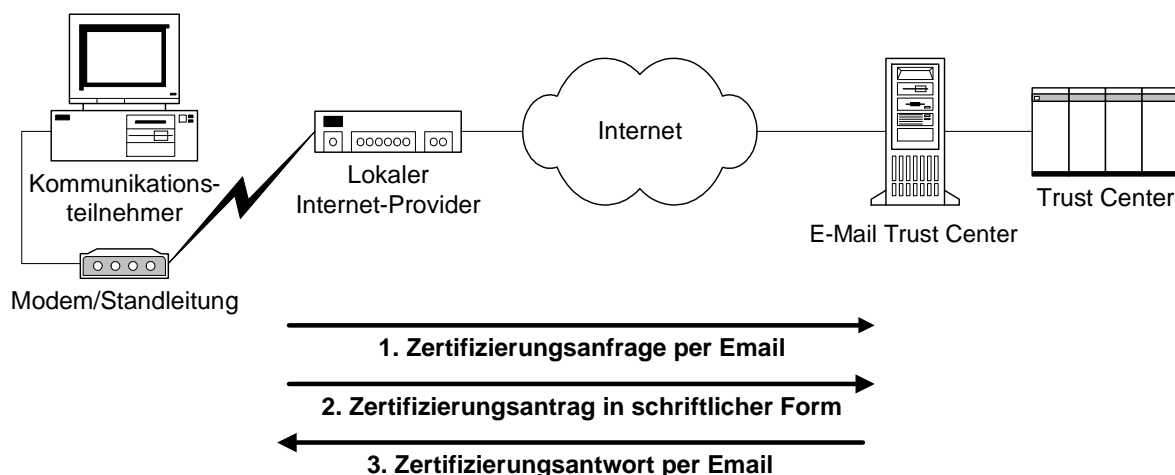 Kommunikations-
teilnehmer
Modem/Standleitung
Lokaler
Internet-Provider
Internet
E-Mail Trust Center
Trust Center
1. Zertifizierungsanfrage per Email
2. Zertifizierungsantrag in schriftlicher Form
3. Zertifizierungsantwort per Email